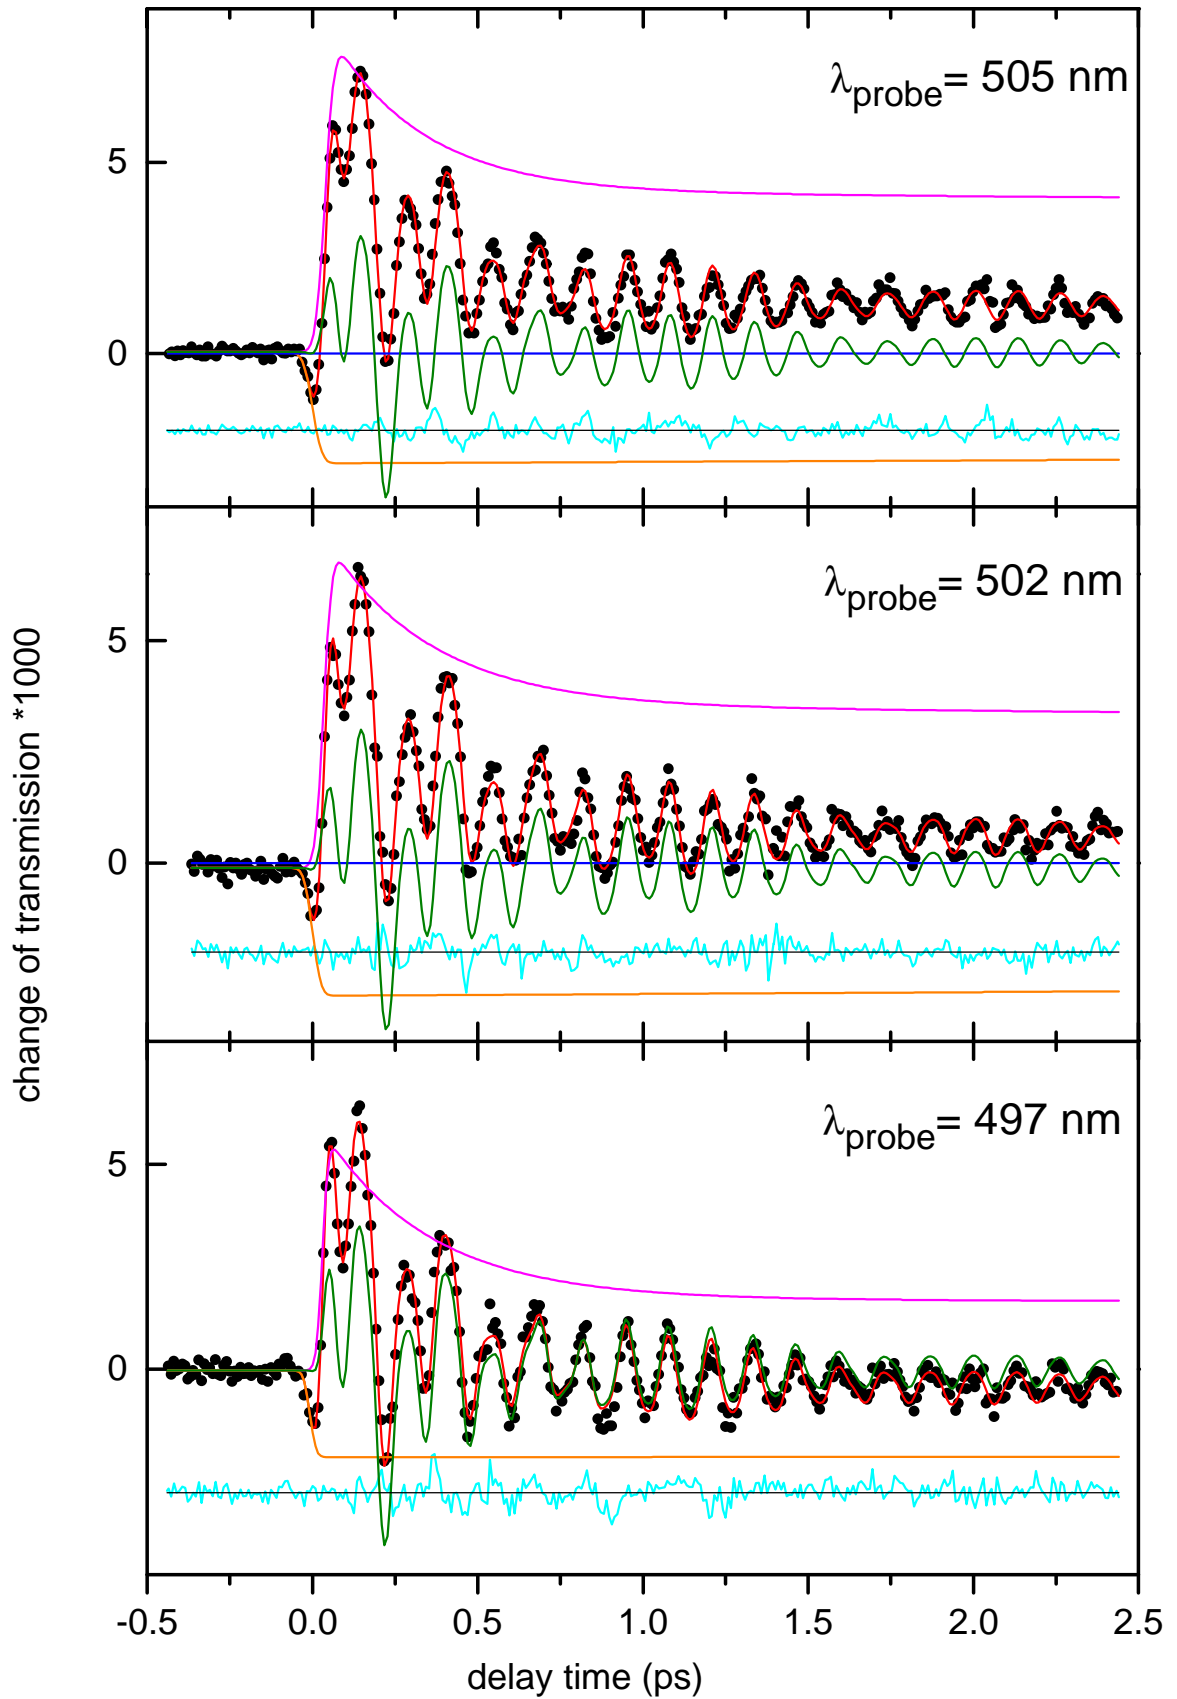 λprobe= 505 nm
5
0
λprobe= 502 nm
5
0
change of transmission *1000
λprobe= 497 nm
5
0
-0.5 0.0 0.5 1.0 1.5 2.0 2.5
delay time (ps)